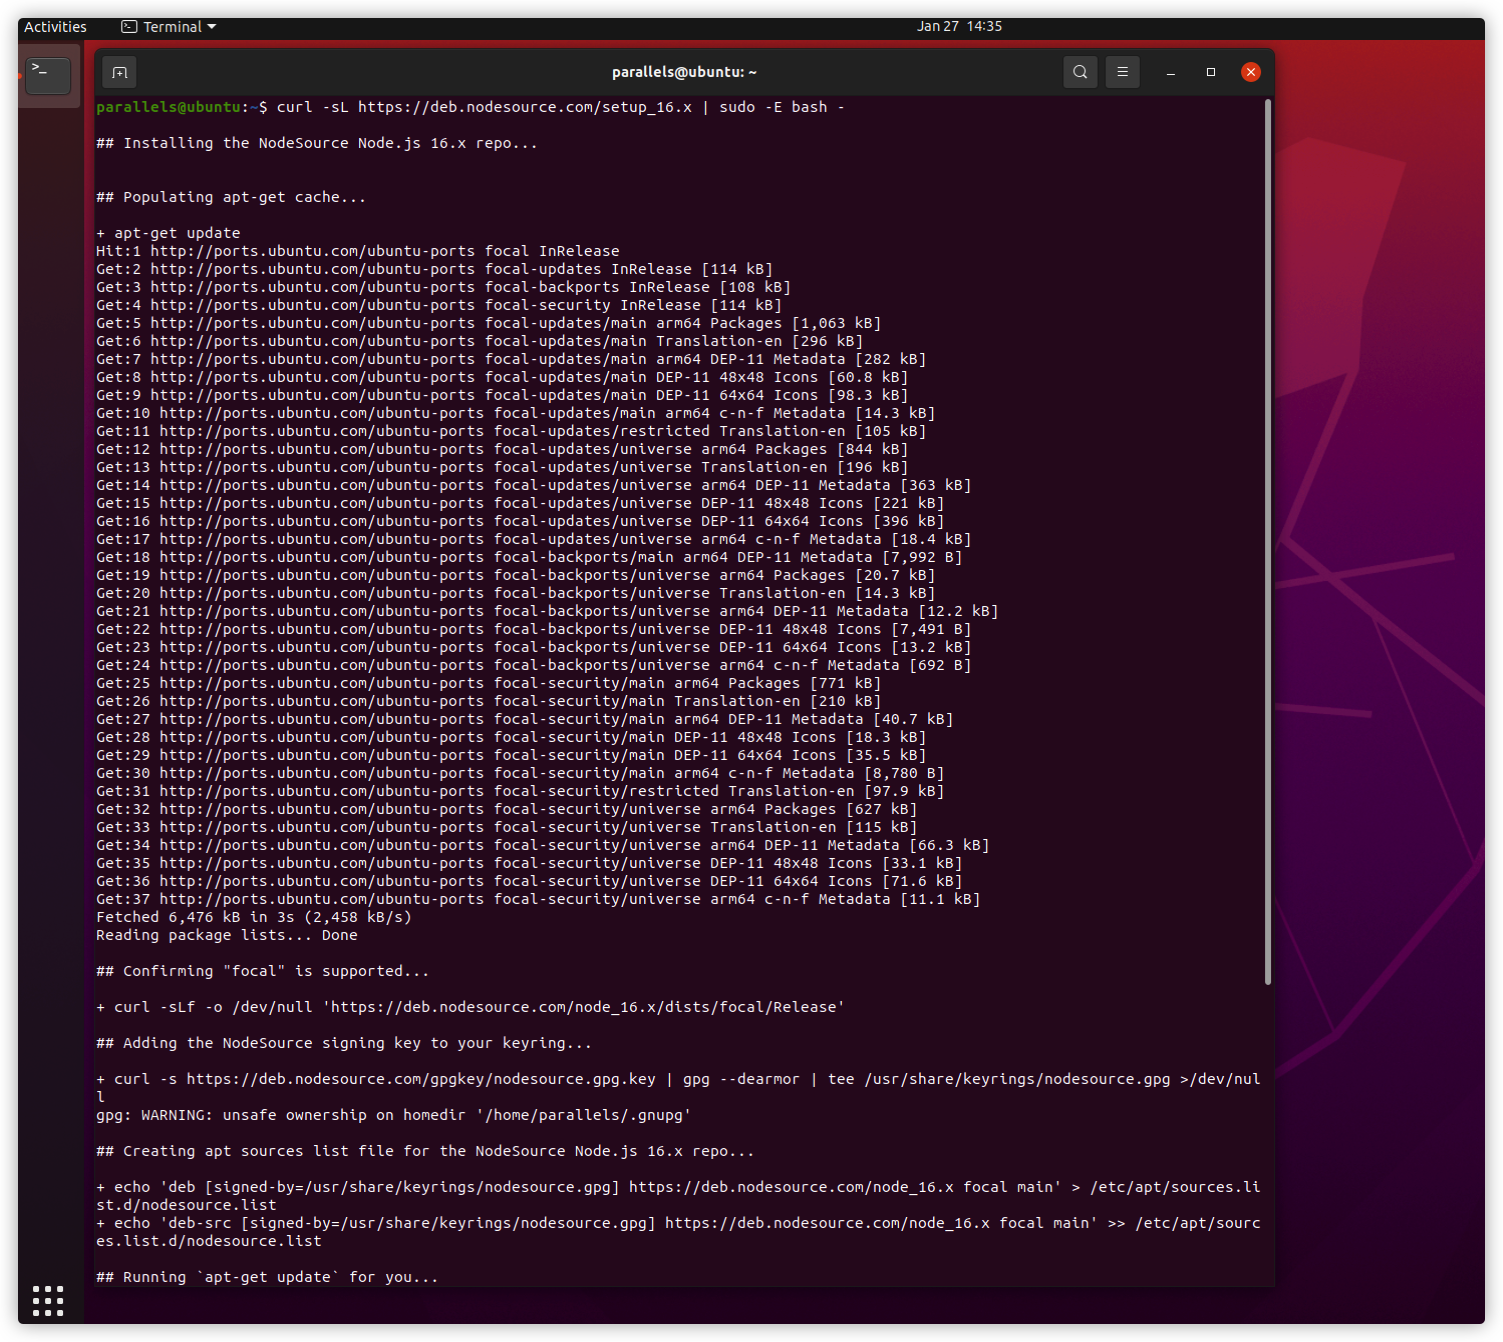 Activities
Terminal
Jan 27 14:35
parallels@ubuntu: ~
parallels@ubuntu:~$ curl -sL https://deb.nodesource.com/setup_16.x | sudo -E bash -
## Installing the NodeSource Node.js 16.x repo...
## Populating apt-get cache...
+ apt-get update
Hit:1 http://ports.ubuntu.com/ubuntu-ports focal InRelease
Get:2 http://ports.ubuntu.com/ubuntu-ports focal-updates InRelease [114 kB]
Get:3 http://ports.ubuntu.com/ubuntu-ports focal-backports InRelease [108 kB]
Get:4 http://ports.ubuntu.com/ubuntu-ports focal-security InRelease [114 kB]
Get:5 http://ports.ubuntu.com/ubuntu-ports focal-updates/main arm64 Packages [1,063 kB]
Get:6 http://ports.ubuntu.com/ubuntu-ports focal-updates/main Translation-en [296 kB]
Get:7 http://ports.ubuntu.com/ubuntu-ports focal-updates/main arm64 DEP-11 Metadata [282 kB]
Get:8 http://ports.ubuntu.com/ubuntu-ports focal-updates/main DEP-11 48x48 Icons [60.8 kB]
Get:9 http://ports.ubuntu.com/ubuntu-ports focal-updates/main DEP-11 64x64 Icons [98.3 kB]
Get:10 http://ports.ubuntu.com/ubuntu-ports focal-updates/main arm64 c-n-f Metadata [14.3 kB]
Get:11 http://ports.ubuntu.com/ubuntu-ports focal-updates/restricted Translation-en [105 kB]
Get:12 http://ports.ubuntu.com/ubuntu-ports focal-updates/universe arm64 Packages [844 kB]
Get:13 http://ports.ubuntu.com/ubuntu-ports focal-updates/universe Translation-en [196 kB]
Get:14 http://ports.ubuntu.com/ubuntu-ports focal-updates/universe arm64 DEP-11 Metadata [363 kB]
Get:15 http://ports.ubuntu.com/ubuntu-ports focal-updates/universe DEP-11 48x48 Icons [221 kB]
Get:16 http://ports.ubuntu.com/ubuntu-ports focal-updates/universe DEP-11 64x64 Icons [396 kB]
Get:17 http://ports.ubuntu.com/ubuntu-ports focal-updates/universe arm64 c-n-f Metadata [18.4 kB]
Get:18 http://ports.ubuntu.com/ubuntu-ports focal-backports/main arm64 DEP-11 Metadata [7,992 B]
Get:19 http://ports.ubuntu.com/ubuntu-ports focal-backports/universe arm64 Packages [20.7 kB]
Get:20 http://ports.ubuntu.com/ubuntu-ports focal-backports/universe Translation-en [14.3 kB]
Get:21 http://ports.ubuntu.com/ubuntu-ports focal-backports/universe arm64 DEP-11 Metadata [12.2 kB]
Get:22 http://ports.ubuntu.com/ubuntu-ports focal-backports/universe DEP-11 48x48 Icons [7,491 B]
Get:23 http://ports.ubuntu.com/ubuntu-ports focal-backports/universe DEP-11 64x64 Icons [13.2 kB]
Get:24 http://ports.ubuntu.com/ubuntu-ports focal-backports/universe arm64 c-n-f Metadata [692 B]
Get:25 http://ports.ubuntu.com/ubuntu-ports focal-security/main arm64 Packages [771 kB]
Get:26 http://ports.ubuntu.com/ubuntu-ports focal-security/main Translation-en [210 kB]
Get:27 http://ports.ubuntu.com/ubuntu-ports focal-security/main arm64 DEP-11 Metadata [40.7 kB]
Get:28 http://ports.ubuntu.com/ubuntu-ports focal-security/main DEP-11 48x48 Icons [18.3 kB]
Get:29 http://ports.ubuntu.com/ubuntu-ports focal-security/main DEP-11 64x64 Icons [35.5 kB]
Get:30 http://ports.ubuntu.com/ubuntu-ports focal-security/main arm64 c-n-f Metadata [8,780 B]
Get:31 http://ports.ubuntu.com/ubuntu-ports focal-security/restricted Translation-en [97.9 kB]
Get:32 http://ports.ubuntu.com/ubuntu-ports focal-security/universe arm64 Packages [627 kB]
Get:33 http://ports.ubuntu.com/ubuntu-ports focal-security/universe Translation-en [115 kB]
Get:34 http://ports.ubuntu.com/ubuntu-ports focal-security/universe arm64 DEP-11 Metadata [66.3 kB]
Get:35 http://ports.ubuntu.com/ubuntu-ports focal-security/universe DEP-11 48x48 Icons [33.1 kB]
Get:36 http://ports.ubuntu.com/ubuntu-ports focal-security/universe DEP-11 64x64 Icons [71.6 kB]
Get:37 http://ports.ubuntu.com/ubuntu-ports focal-security/universe arm64 c-n-f Metadata [11.1 kB]
Fetched 6,476 kB in 3s (2,458 kB/s)
Reading package lists... Done
## Confirming "focal" is supported...
+ curl -sLf -o /dev/null 'https://deb.nodesource.com/node_16.x/dists/focal/Release'
## Adding the NodeSource signing key to your keyring...
+ curl -s https://deb.nodesource.com/gpgkey/nodesource.gpg.key | gpg --dearmor | tee /usr/share/keyrings/nodesource.gpg >/dev/nul
l
gpg: WARNING: unsafe ownership on homedir '/home/parallels/.gnupg'
## Creating apt sources list file for the NodeSource Node.js 16.x repo...
+ echo 'deb [signed-by=/usr/share/keyrings/nodesource.gpg] https://deb.nodesource.com/node_16.x focal main' > /etc/apt/sources.li
st.d/nodesource.list
+ echo 'deb-src [signed-by=/usr/share/keyrings/nodesource.gpg] https://deb.nodesource.com/node_16.x focal main' >> /etc/apt/sourc
es.list.d/nodesource.list
## Running `apt-get update` for you...